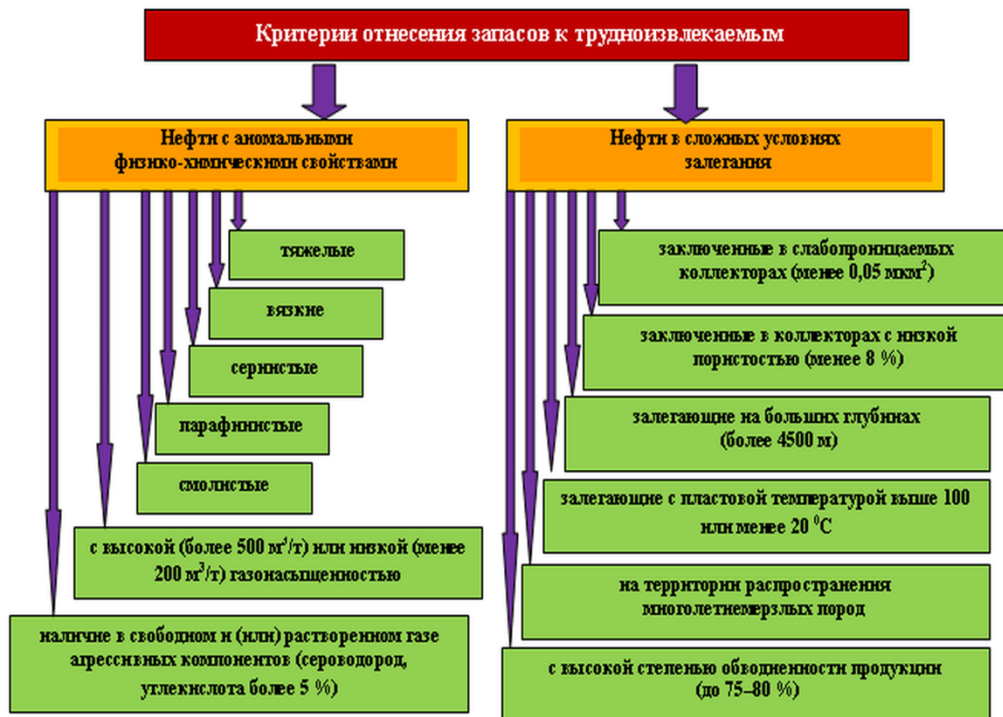 Критерии отнесения запасов к трудноизвлекаемым
Нефти с аномальными
физико-химическими свойствами
тяжелые
вязкие
сернистые
парафинистые
смолистые
с высокой (более 500 м³/т) или низкой (менее
200 м³/т) газонасыщенностью
наличие в свободном и (или) растворенном газе
агрессивных компонентов (сероводород,
углекислота более 5 %)
Нефти в сложных условиях
залегания
заключенные в слабопроницаемых
коллекторах (менее 0,05 мкм²)
заключенные в коллекторах с низкой
пористостью (менее 8 %)
залегающие на больших глубинах
(более 4500 м)
залегающие с пластовой температурой выше 100
или менее 20 ⁰С
на территории распространения
многолетнемерзлых пород
с высокой степенью обводненности продукции
(до 75–80 %)